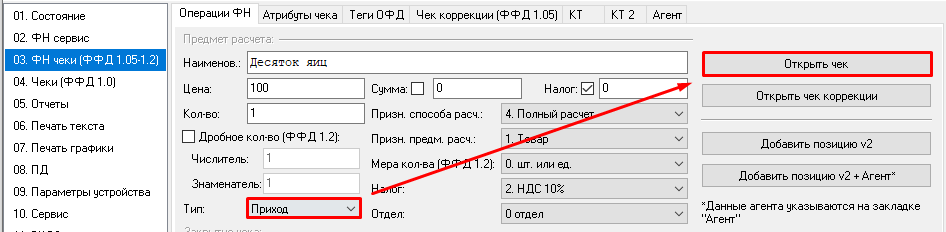 01. Состояние
02. ФН сервис
03. ФН чеки (ФФД 1.05-1.2)
04. Чеки (ФФД 1.0)
05. Отчеты
06. Печать текста
07. Печать графики
08. ПД
09. Параметры устройства
10. Сервис
Операции ФН
Атрибуты чека
Теги ОФД
Чек коррекции (ФФД 1.05)
КТ
КТ 2
Агент
Предмет расчета:
Наименов.: Десяток яиц
Цена: 100 Сумма: 0 Налог: 0
Кол-во: 1 Призн. способа расч.: 4. Полный расчет
Дробное кол-во (ФФД 1.2): Призн. предм. расч.: 1. Товар
Числитель: 1 Мера кол-ва (ФФД 1.2): 0. шт. или ед.
Знаменатель: 1 Налог: 2. НДС 10%
Тип: Приход Отдел: 0 отдел
Закрытие чека:
Открыть чек
Открыть чек коррекции
Добавить позицию v2
Добавить позицию v2 + Агент*
*Данные агента указываются на закладке
"Агент"